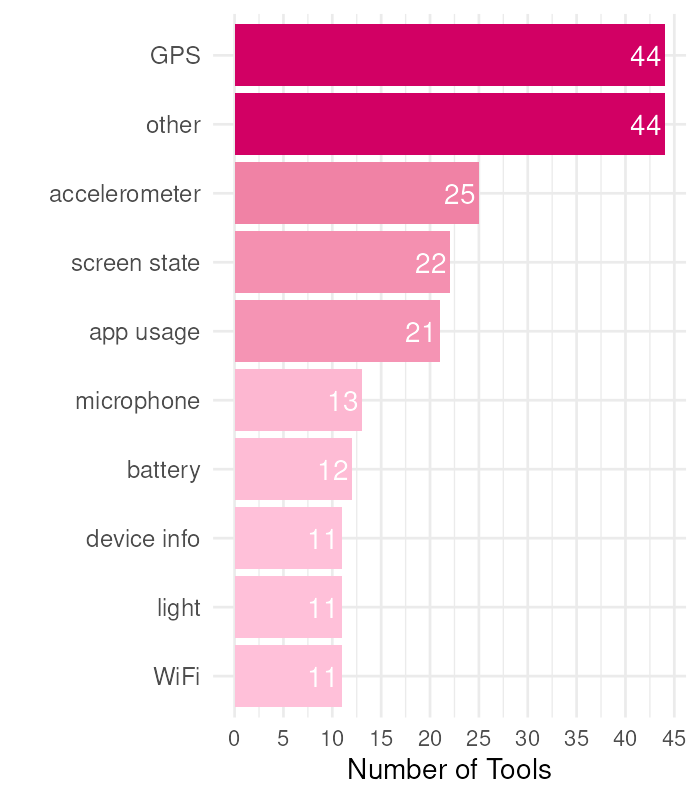 GPS 44
other 44
accelerometer 25
screen state 22
app usage 21
microphone 13
battery 12
device info 11
light 11
WiFi 11
0 5 10 15 20 25 30 35 40 45
Number of Tools